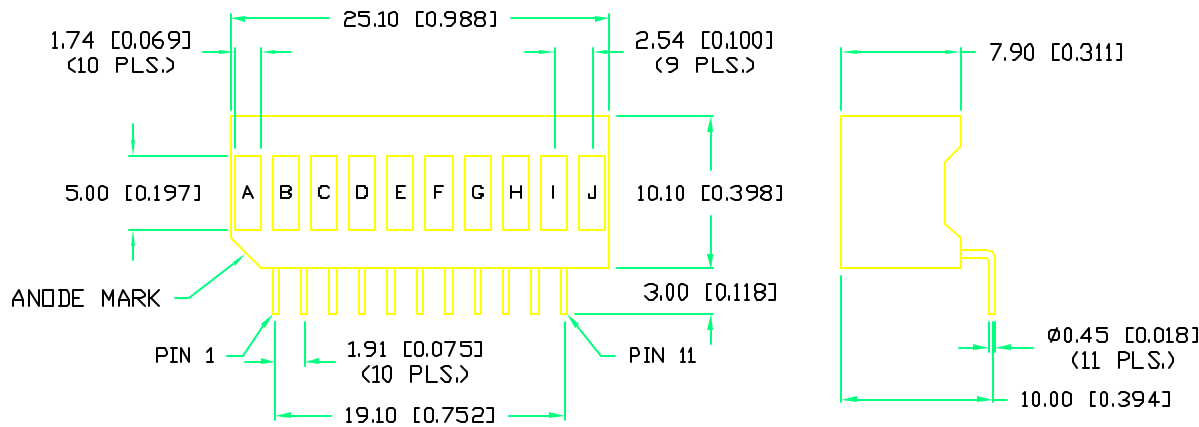 25.10 [0.988]
1.74 [0.069]
(10 PLS.)
2.54 [0.100]
(9 PLS.)
7.90 [0.311]
5.00 [0.197]
A B C D E F G H I J
10.10 [0.398]
ANODE MARK
3.00 [0.118]
PIN 1
1.91 [0.075]
(10 PLS.)
PIN 11
Ø0.45 [0.018]
(11 PLS.)
19.10 [0.752]
10.00 [0.394]